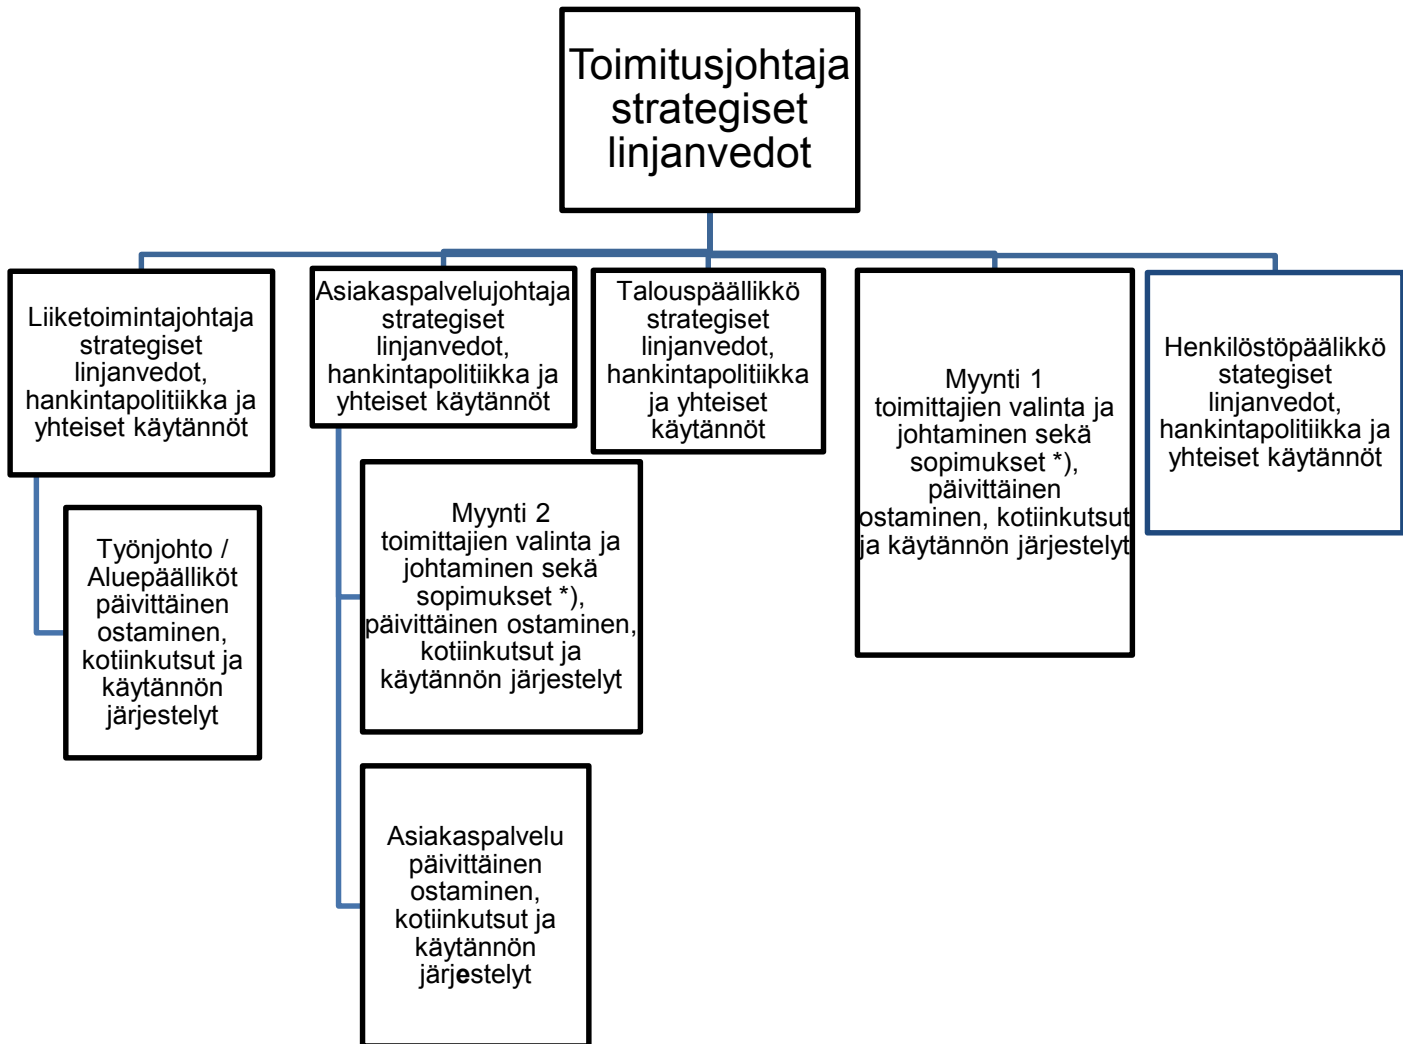 Toimitusjohtaja
strategiset
linjanvedot
Liiketoimintajohtaja
strategiset
linjanvedot,
hankintapolitiikka ja
yhteiset käytännöt
Työnjohto /
Aluepäälliköt
päivittäinen
ostaminen,
kotiinkutsut ja
käytännön
järjestelyt
Asiakaspalvelujohtaja
strategiset
linjanvedot,
hankintapolitiikka ja
yhteiset käytännöt
Myynti 2
toimittajien valinta ja
johtaminen sekä
sopimukset *),
päivittäinen ostaminen,
kotiinkutsut ja
käytännön järjestelyt
Asiakaspalvelu
päivittäinen
ostaminen,
kotiinkutsut ja
käytännön
järjestelyt
Talouspäällikkö
strategiset
linjanvedot,
hankintapolitiikka
ja yhteiset
käytännöt
Myynti 1
toimittajien valinta ja
johtaminen sekä
sopimukset *),
päivittäinen
ostaminen, kotiinkutsut
ja käytännön järjestelyt
Henkilöstöpäälikkö
stategiset
linjanvedot,
hankintapolitiikka ja
yhteiset käytännöt